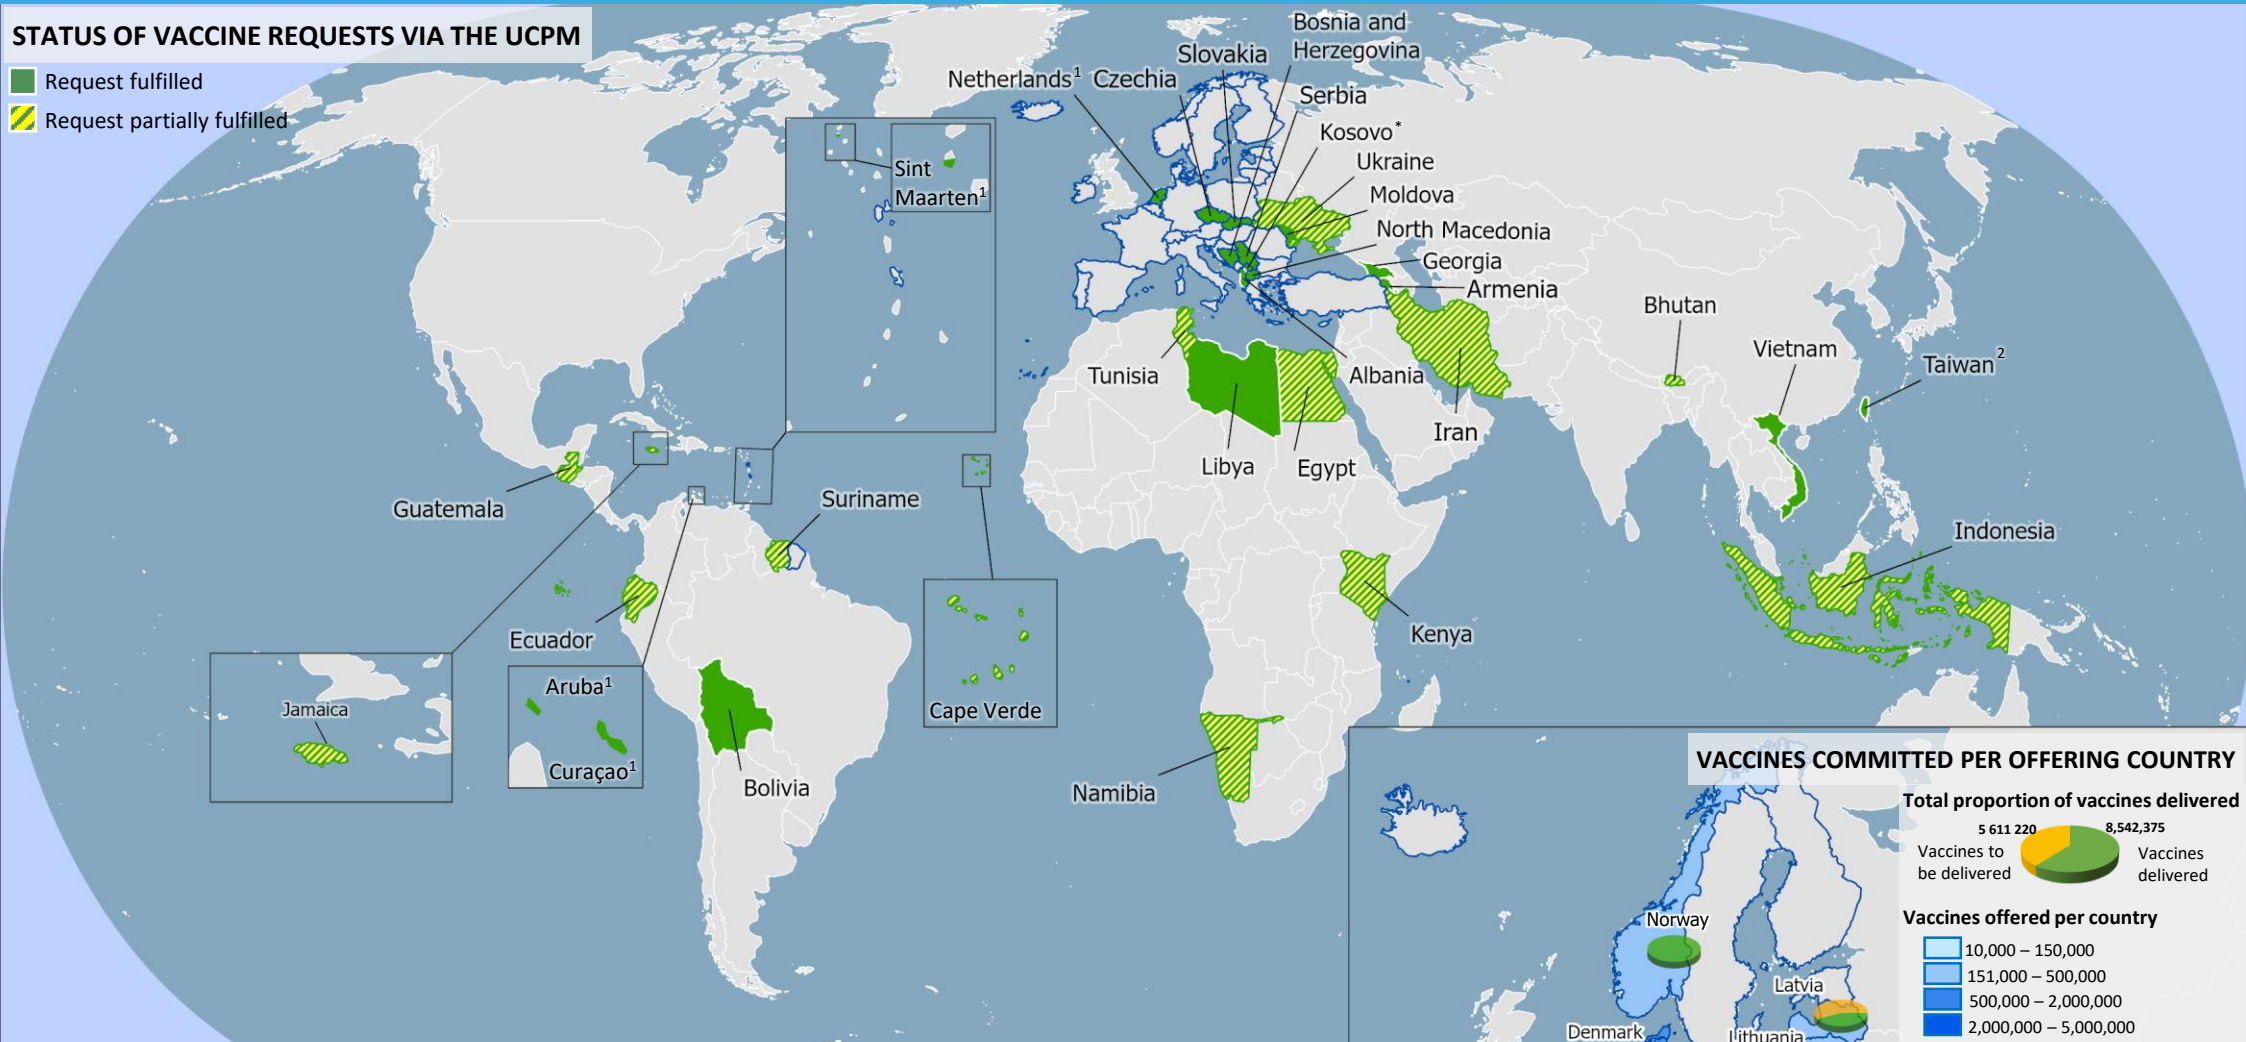 STATUS OF VACCINE REQUESTS VIA THE UCPM
Request fulfilled
Request partially fulfilled
Bosnia and
Herzegovina
Slovakia
Netherlands¹
Czechia
Serbia
Kosovo*
Ukraine
Moldova
North Macedonia
Georgia
Armenia
Sint
Maarten¹
Bhutan
Vietnam
Taiwan²
Tunisia
Albania
Iran
Libya
Egypt
Guatemala
Suriname
Indonesia
Ecuador
Kenya
Jamaica
Aruba¹
Curaçao¹
Cape Verde
Bolivia
Namibia
VACCINES COMMITTED PER OFFERING COUNTRY
Total proportion of vaccines delivered
5 611 220
8,542,375
Vaccines to
be delivered
Vaccines
delivered
Vaccines offered per country
10,000 – 150,000
151,000 – 500,000
500,000 – 2,000,000
2,000,000 – 5,000,000
Norway
Latvia
Denmark
Lithuania